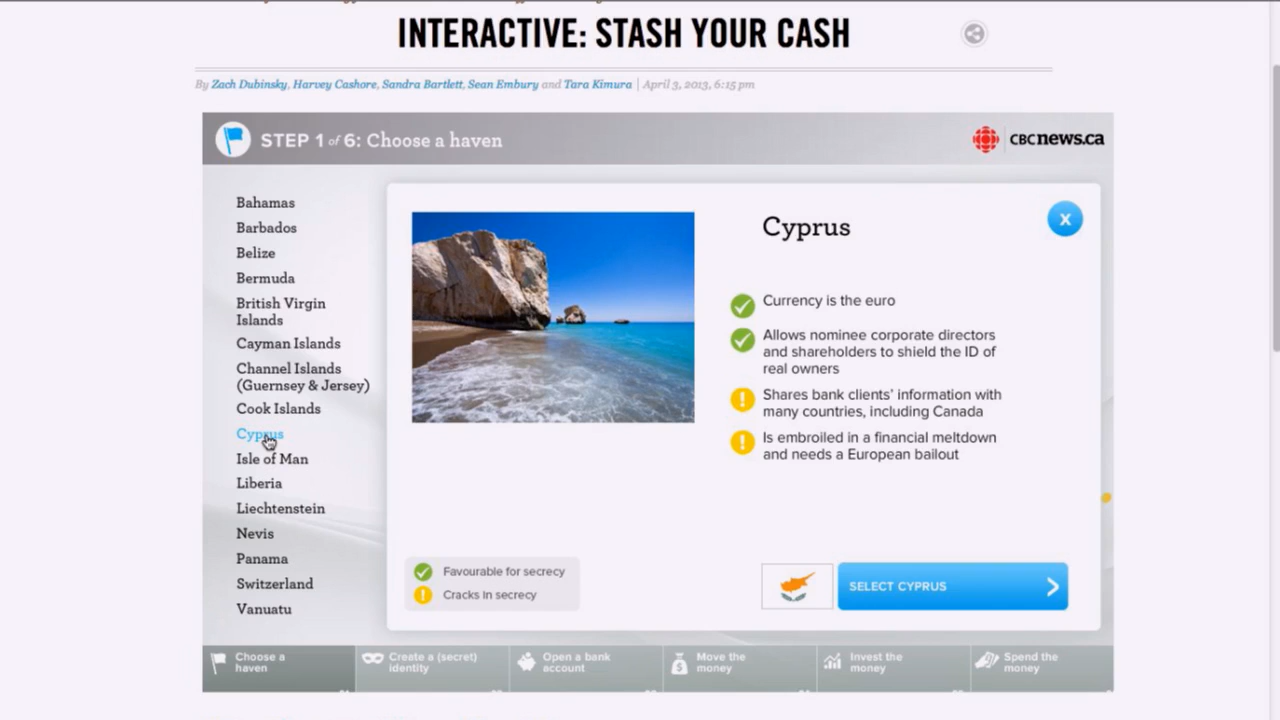 INTERACTIVE: STASH YOUR CASH
By Zach Dubinsky, Harvey Cashore, Sandra Bartlett, Sean Embury and Tara Kimura | April 3, 2013, 6:15 pm
STEP 1 of 6: Choose a haven
CBCnews.ca
Bahamas
Barbados
Belize
Bermuda
British Virgin
Islands
Cayman Islands
Channel Islands
(Guernsey & Jersey)
Cook Islands
Cyprus
Isle of Man
Liberia
Liechtenstein
Nevis
Panama
Switzerland
Vanuatu
Cyprus
X
Currency is the euro
Allows nominee corporate directors
and shareholders to shield the ID of
real owners
Shares bank clients' information with
many countries, including Canada
Is embroiled in a financial meltdown
and needs a European bailout
Favourable for secrecy
Cracks in secrecy
SELECT CYPRUS
Choose a
haven
Create a (secret)
identity
Open a bank
account
Move the
money
Invest the
money
Spend the
money